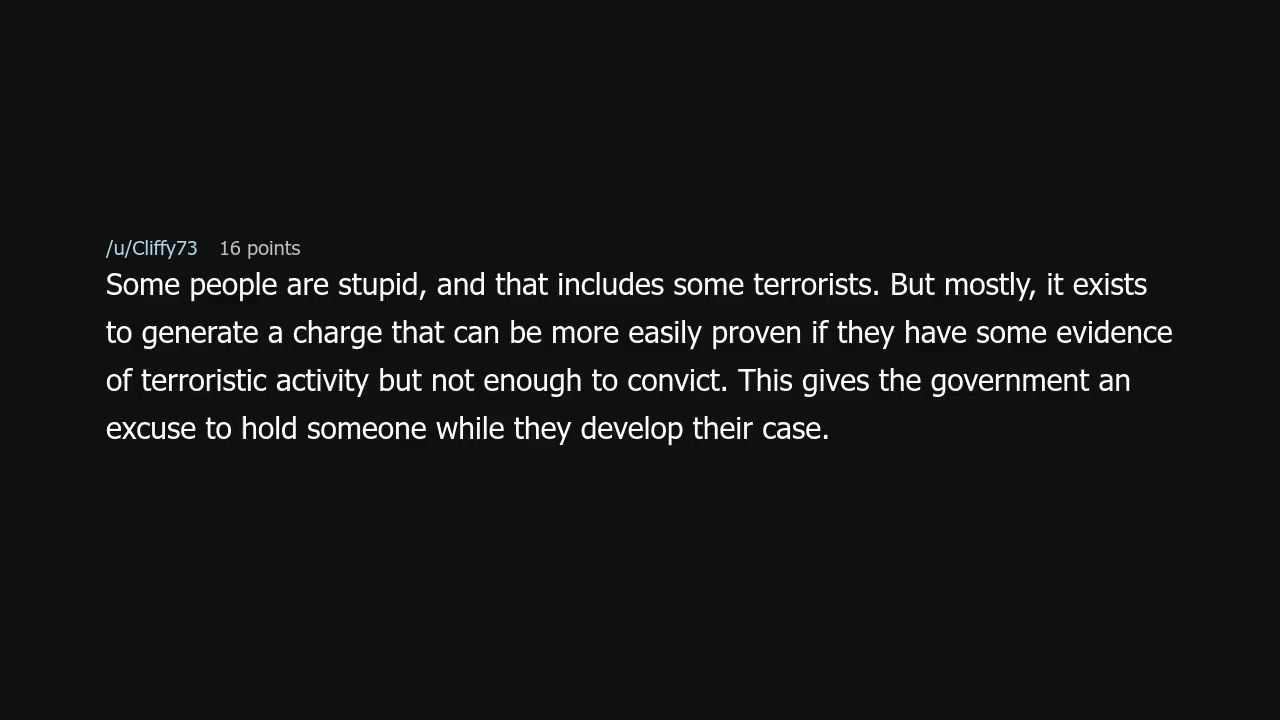 /u/Cliffy73 16 points
Some people are stupid, and that includes some terrorists. But mostly, it exists
to generate a charge that can be more easily proven if they have some evidence
of terroristic activity but not enough to convict. This gives the government an
excuse to hold someone while they develop their case.